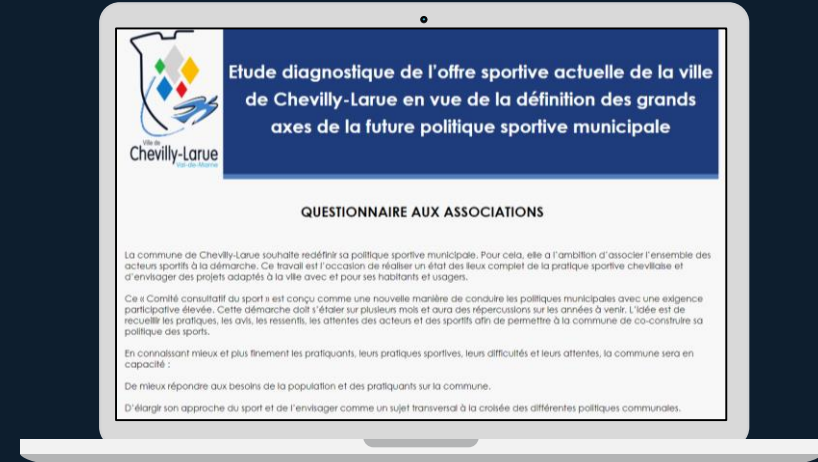 Ville de
Chevilly-Larue
Val-de-Marne
Etude diagnostique de l'offre sportive actuelle de la ville
de Chevilly-Larue en vue de la définition des grands
axes de la future politique sportive municipale
QUESTIONNAIRE AUX ASSOCIATIONS
La commune de Chevilly-Larue souhaite redéfinir sa politique sportive municipale. Pour cela, elle a l'ambition d'associer l'ensemble des
acteurs sportifs à la démarche. Ce travail est l'occasion de réaliser un état des lieux complet de la pratique sportive chevillaise et
d'envisager des projets adaptés à la ville avec et pour ses habitants et usagers.
Ce « Comité consultatif du sport » est conçu comme une nouvelle manière de conduire les politiques municipales avec une exigence
participative élevée. Cette démarche doit s'étaler sur plusieurs mois et aura des répercussions sur les années à venir. L'idée est de
recueillir les pratiques, les avis, les ressentis, les attentes des acteurs et des sportifs afin de permettre à la commune de co-construire sa
politique des sports.
En connaissant mieux et plus finement les pratiquants, leurs pratiques sportives, leurs difficultés et leurs attentes, la commune sera en
capacité :
De mieux répondre aux besoins de la population et des pratiquants sur la commune.
D'élargir son approche du sport et de l'envisager comme un sujet transversal à la croisée des différentes politiques communales.